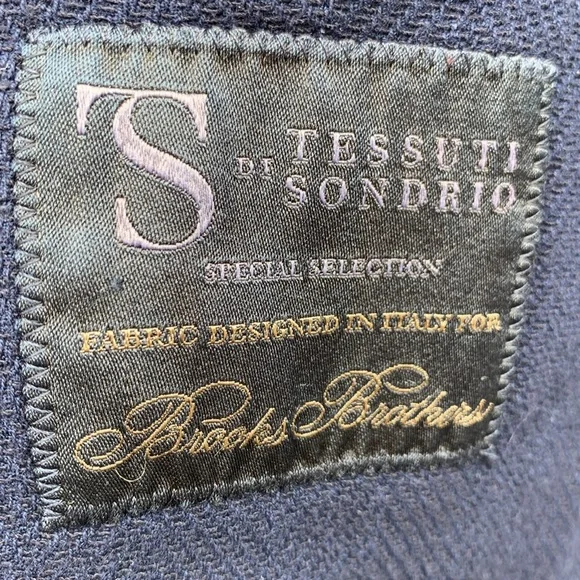 TS
TESSUTI
DI SONDRIO
SPECIAL SELECTION
FABRIC DESIGNED IN ITALY FOR
Brooks Brothers